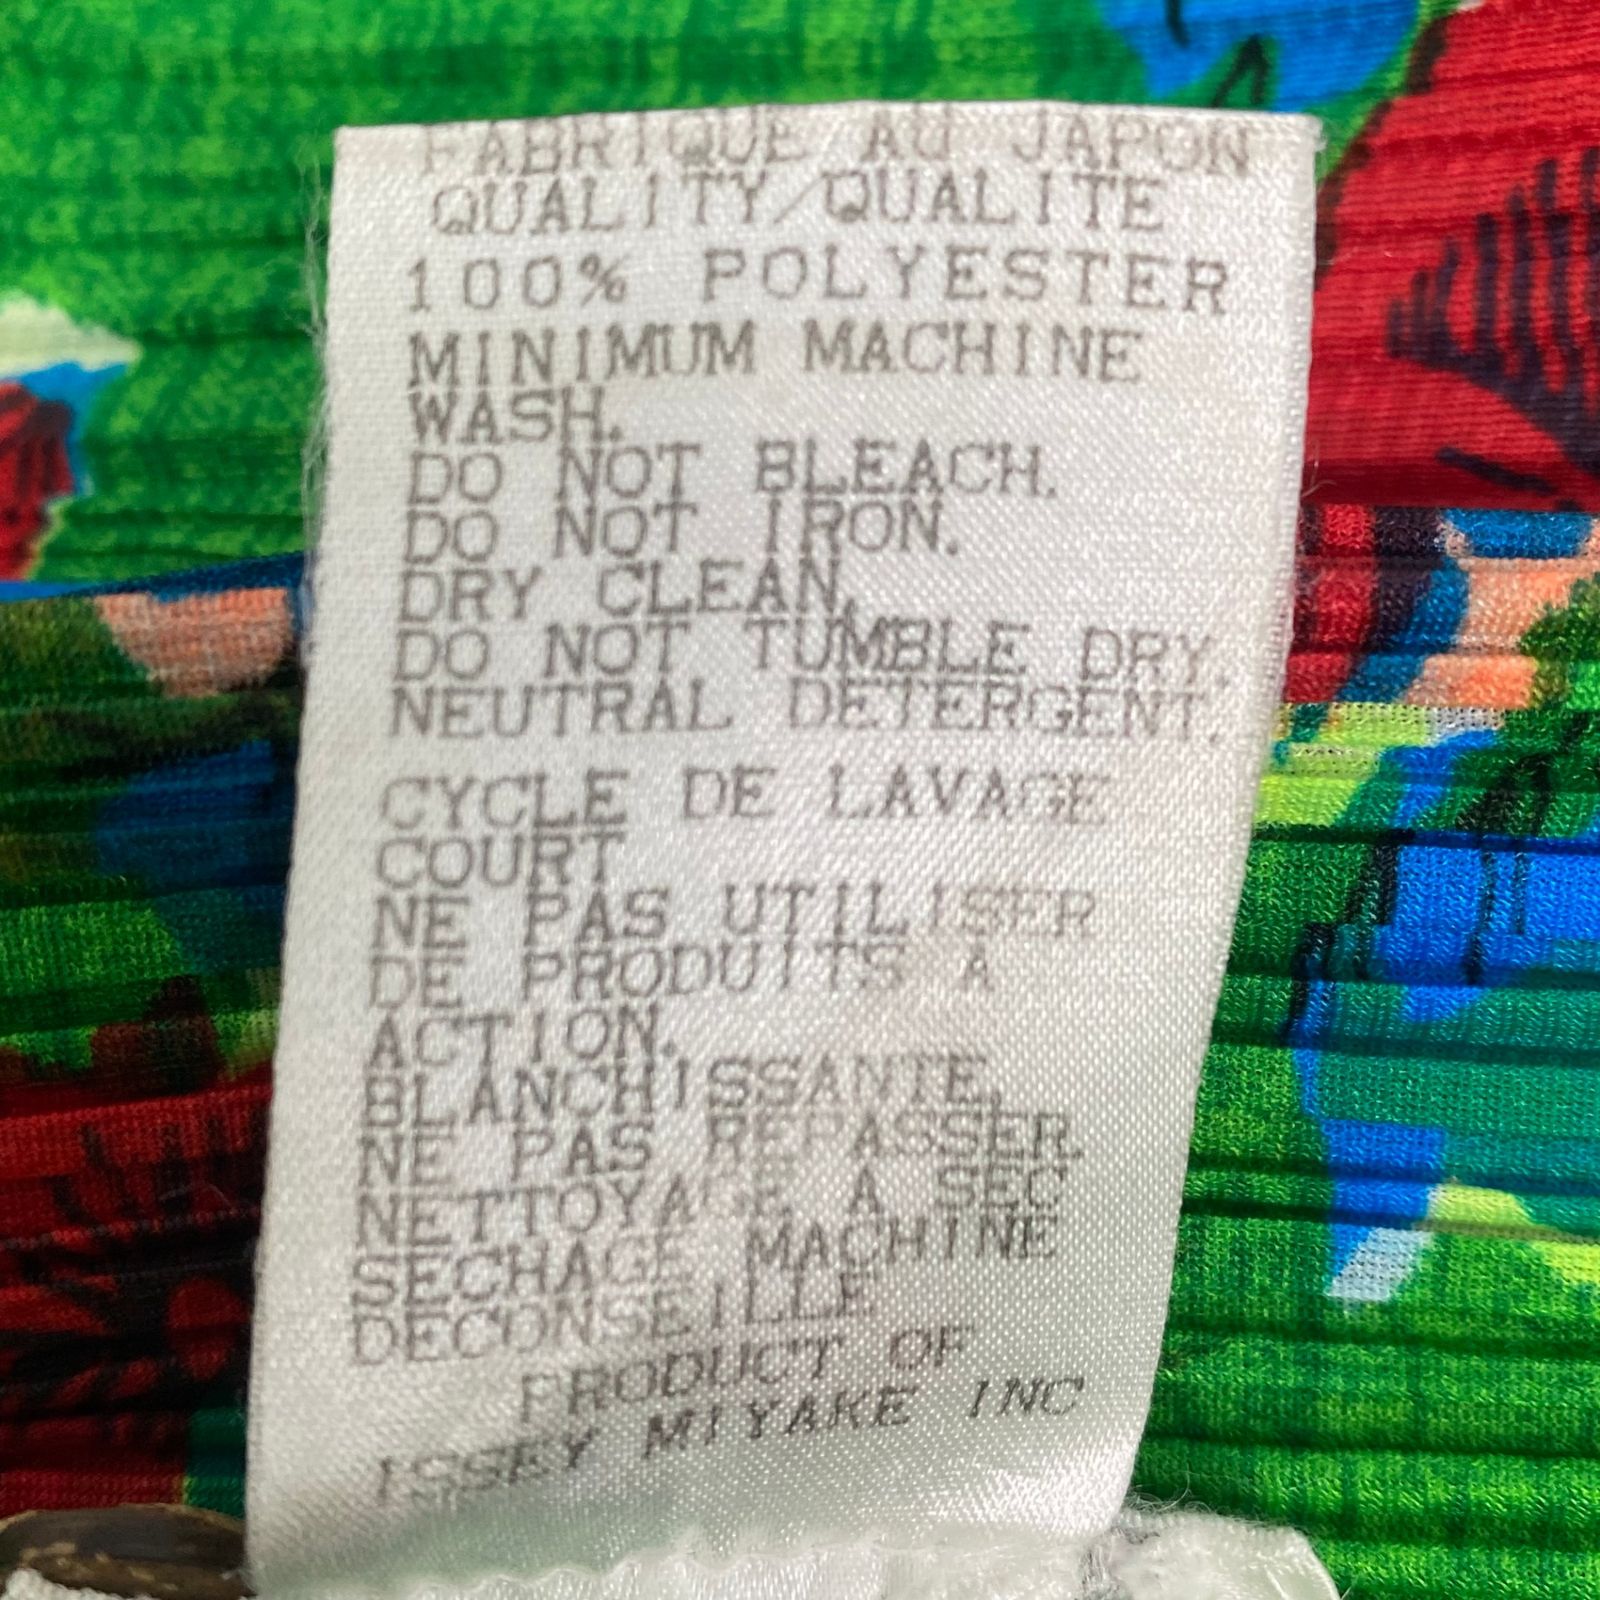 FABRIQUE AU JAPON
QUALITY/QUALITE
100% POLYESTER
MINIMUM MACHINE
WASH.
DO NOT BLEACH.
DO NOT IRON.
DRY CLEAN.
DO NOT TUMBLE DRY.
NEUTRAL DETERGENT.
CYCLE DE LAVAGE
COURT
NE PAS UTILISER
DE PRODUITS A
ACTION.
BLANCHISSANTE.
NE PAS REPASSER.
NETTOYAGE A SEC
SECHAGE MACHINE
DECONSEILLE
PRODUCT OF
ISSEY MIYAKE INC